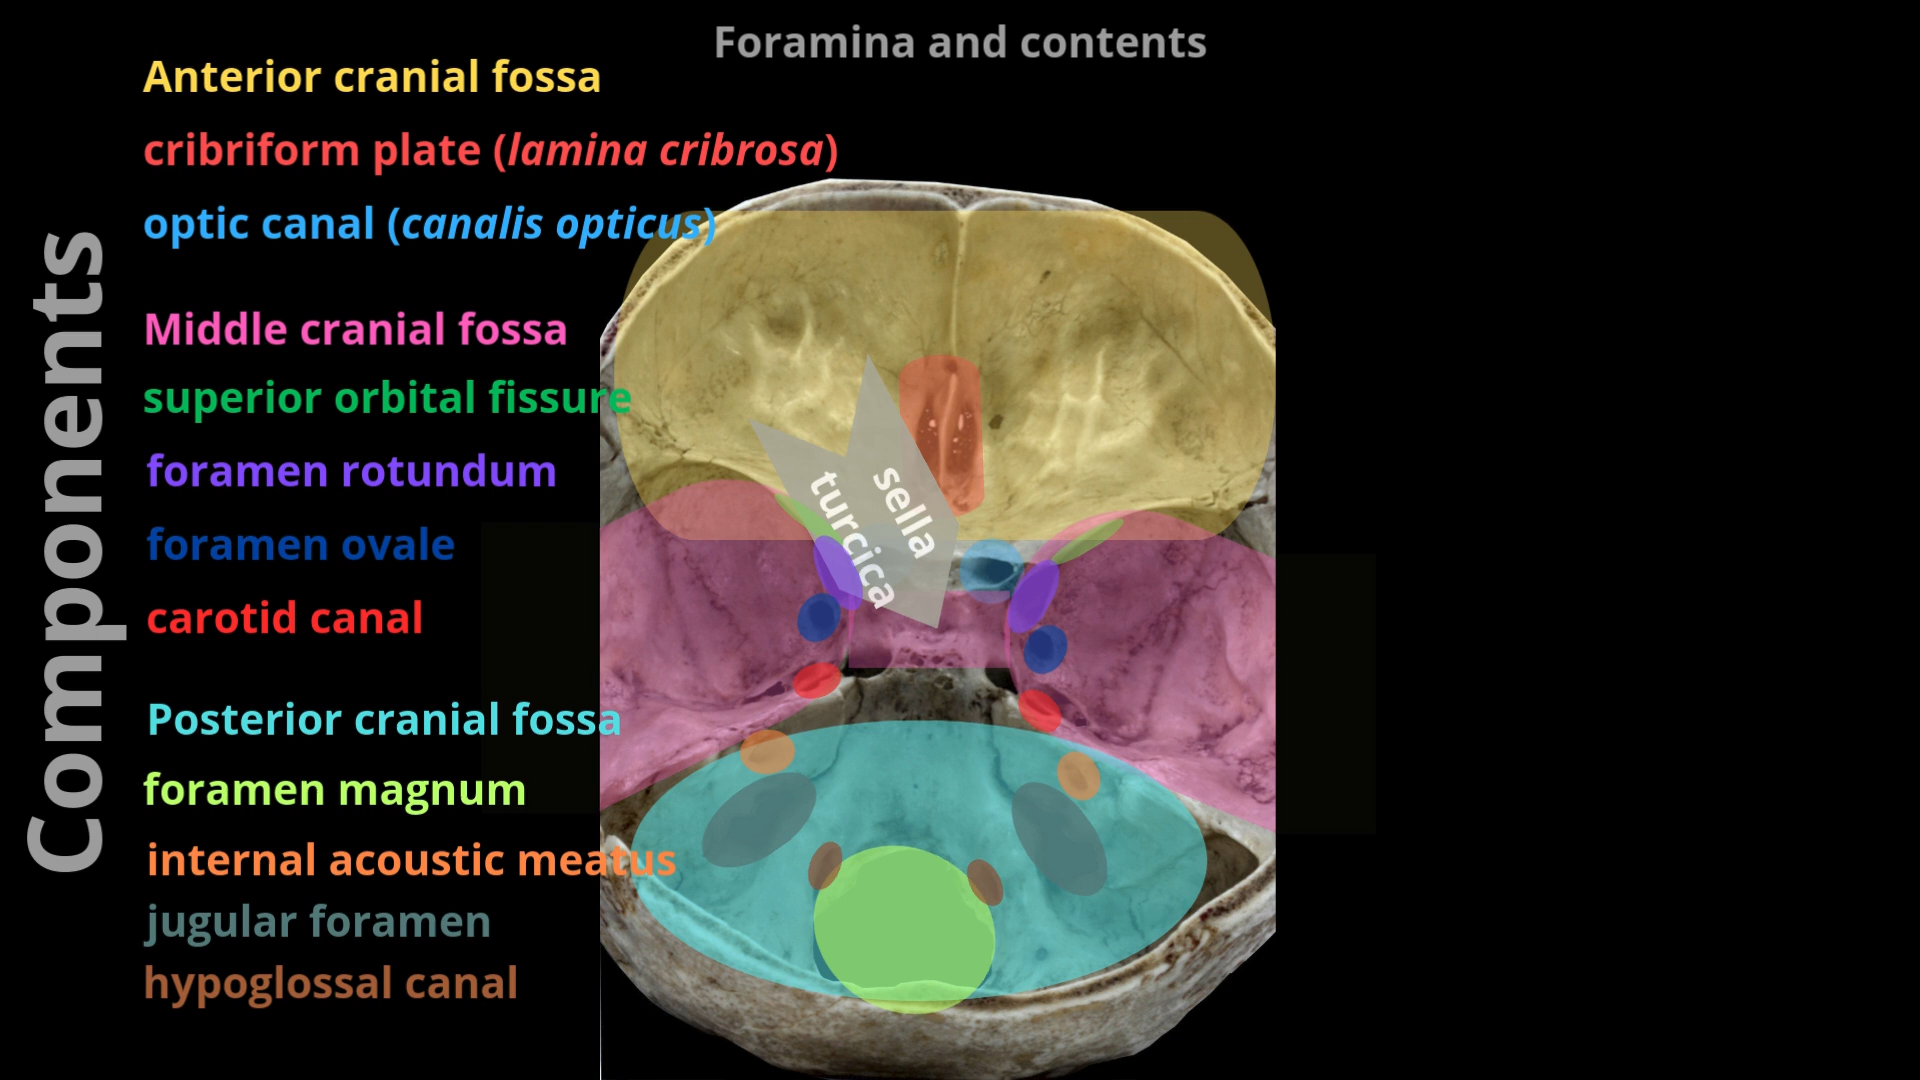 Foramina and contents
Components
Anterior cranial fossa
cribriform plate (lamina cribrosa)
optic canal (canalis opticus)
Middle cranial fossa
superior orbital fissure
foramen rotundum
foramen ovale
carotid canal
Posterior cranial fossa
foramen magnum
internal acoustic meatus
jugular foramen
hypoglossal canal
sella
turcica